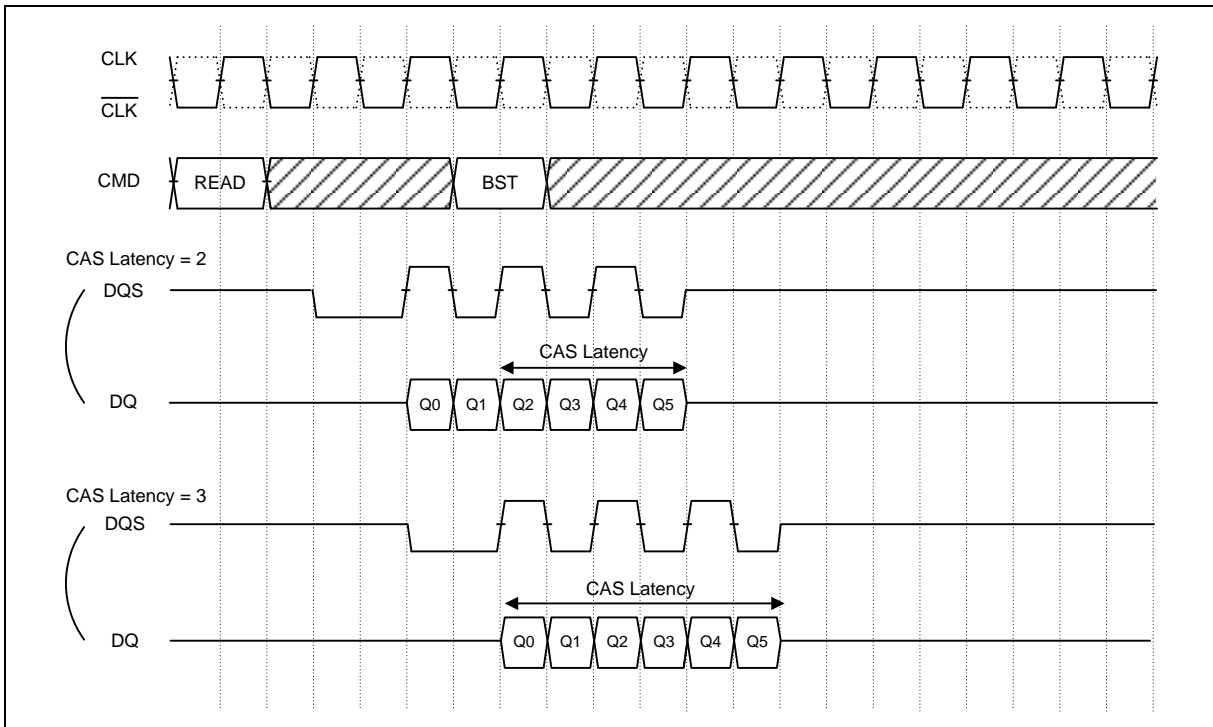 CLK
CLK
CMD READ BST
CAS Latency = 2
DQS
CAS Latency
DQ Q0 Q1 Q2 Q3 Q4 Q5
CAS Latency = 3
DQS
CAS Latency
DQ Q0 Q1 Q2 Q3 Q4 Q5